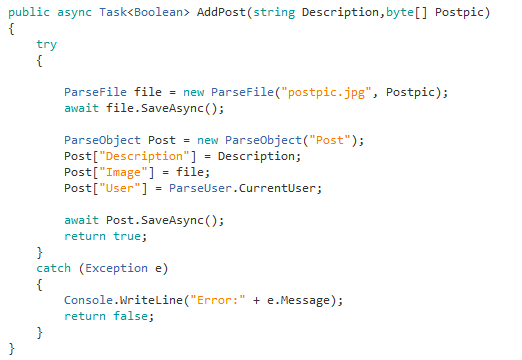 public async Task<Boolean> AddPost(string Description,byte[] Postpic)
{
try
{
ParseFile file = new ParseFile("postpic.jpg", Postpic);
await file.SaveAsync();
ParseObject Post = new ParseObject("Post");
Post["Description"] = Description;
Post["Image"] = file;
Post["User"] = ParseUser.CurrentUser;
await Post.SaveAsync();
return true;
}
catch (Exception e)
{
Console.WriteLine("Error:" + e.Message);
return false;
}
}